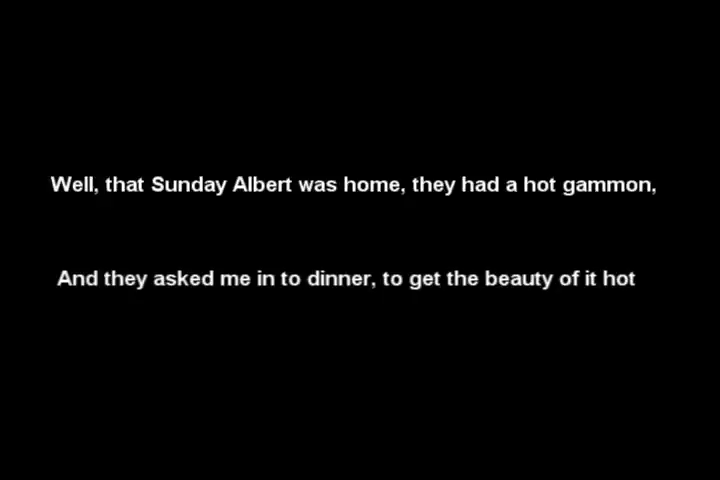 Well, that Sunday Albert was home, they had a hot gammon,
And they asked me in to dinner, to get the beauty of it hot